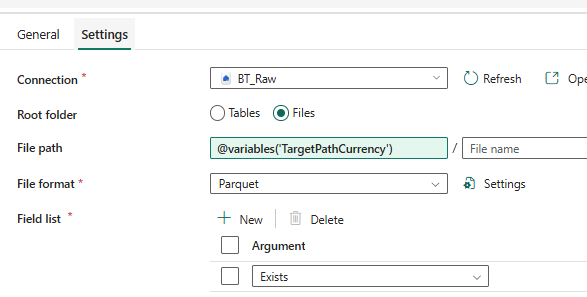 General Settings
Connection * BT_Raw Refresh
Root folder Tables Files
File path @variables('TargetPathCurrency') / File name
File format * Parquet Settings
Field list * New Delete
Argument
Exists